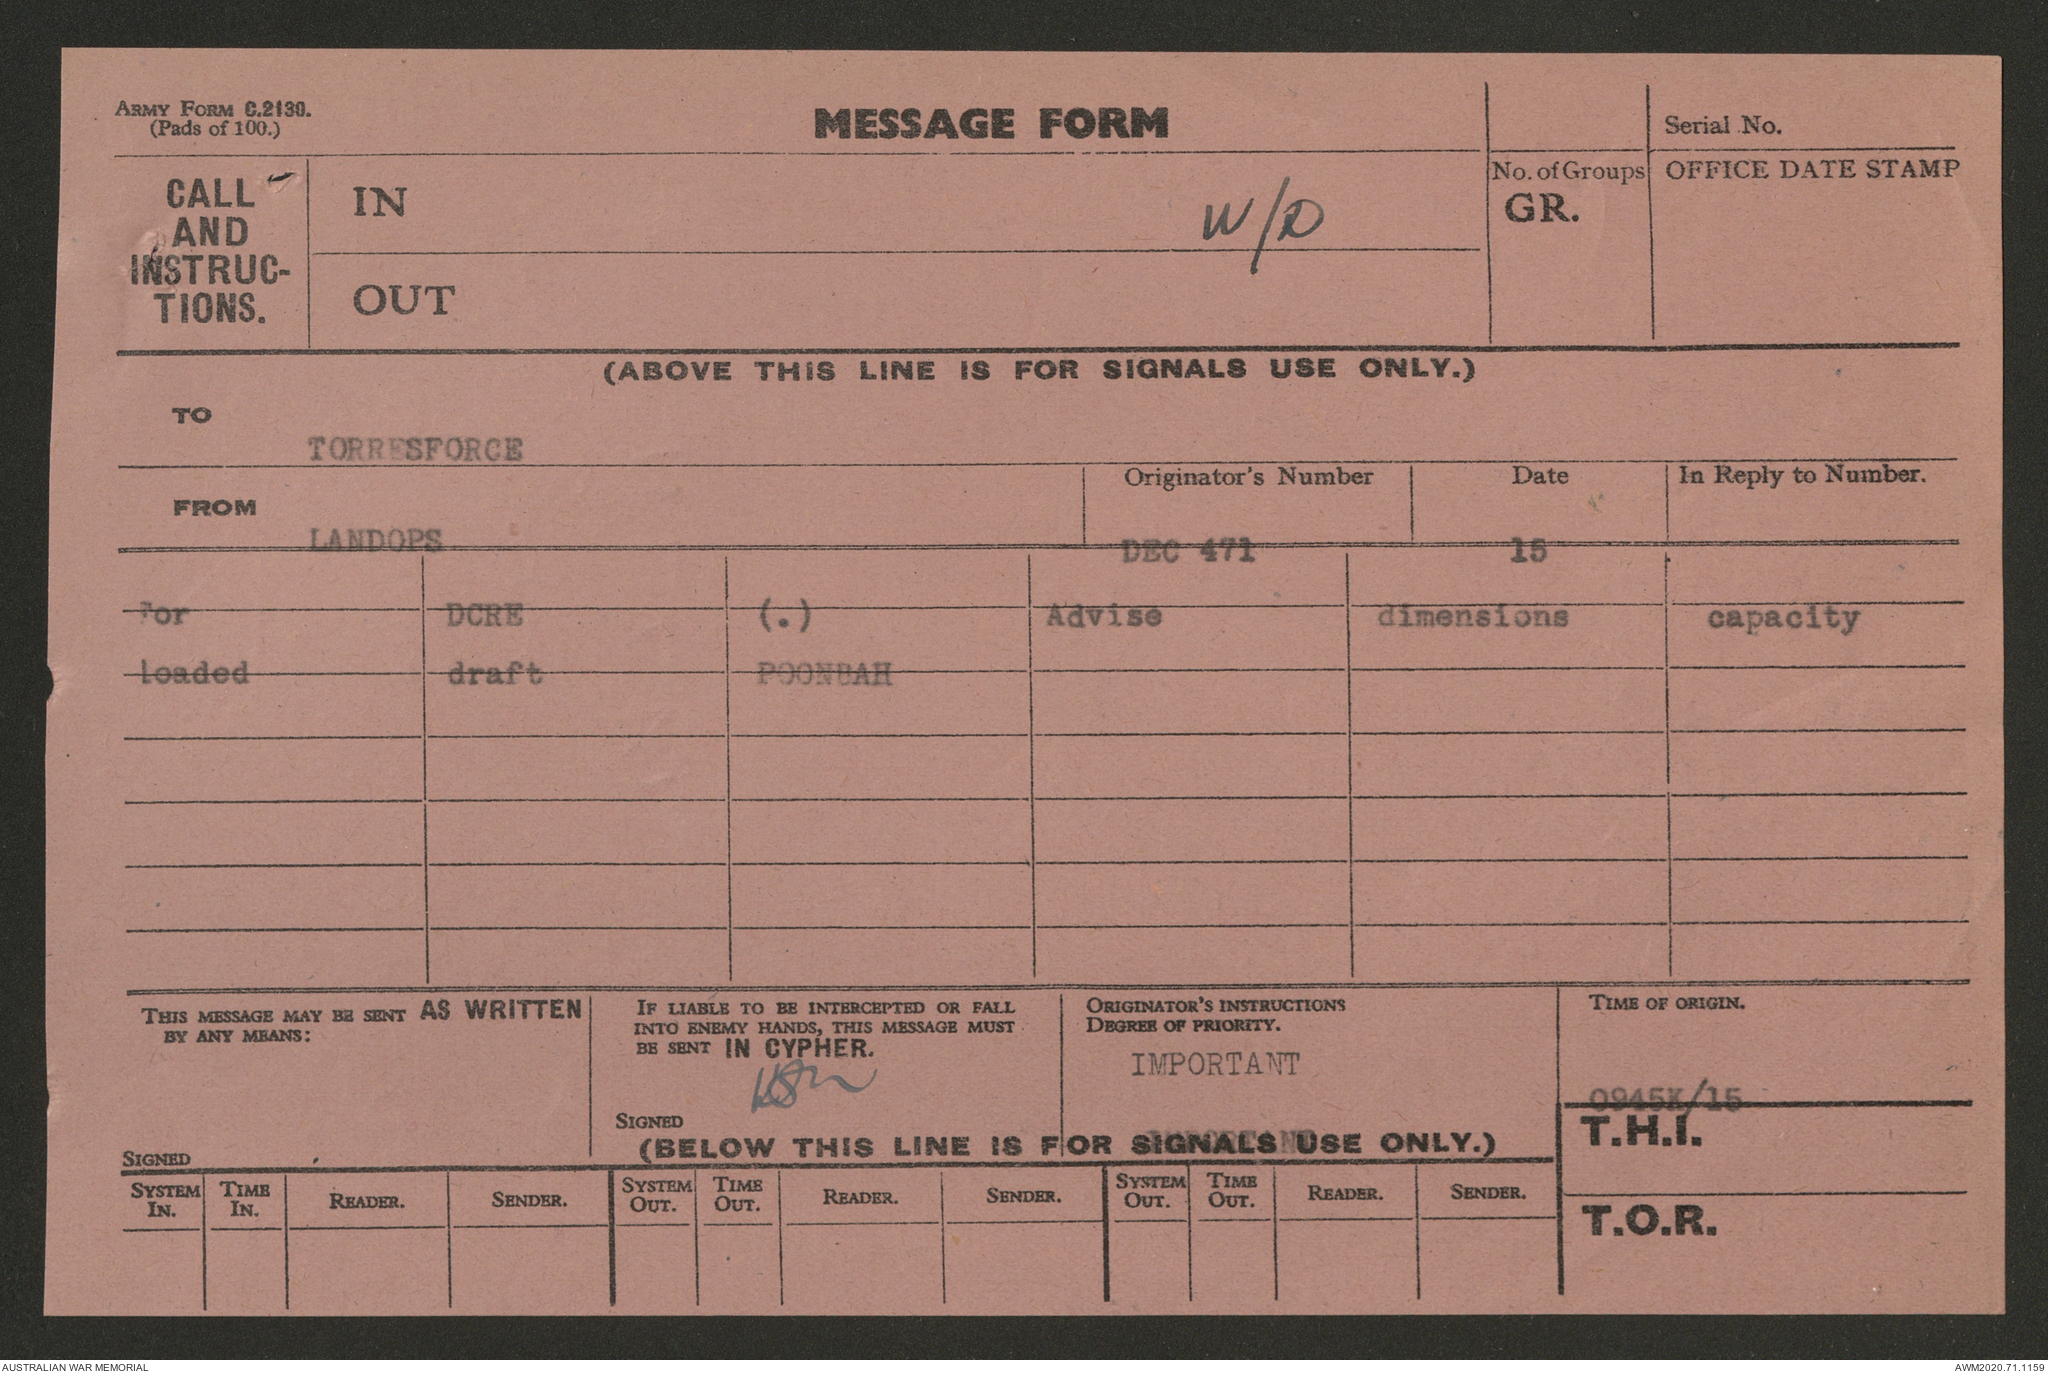 ARMY FORM C.2130.
(Pads of 100.)
MESSAGE FORM
Serial No.
CALL AND INSTRUC-TIONS.
IN
W/D
No. of Groups
GR.
OFFICE DATE STAMP
OUT
(ABOVE THIS LINE IS FOR SIGNALS USE ONLY.)
TO
TORRESFORCE
FROM
LANDOPS
Originator's Number
DEC 471
Date
15
In Reply to Number.
For DCRE (.) Advise dimensions capacity
loaded draft POONBAH
THIS MESSAGE MAY BE SENT AS WRITTEN
BY ANY MEANS:
SIGNED
IF LIABLE TO BE INTERCEPTED OR FALL
INTO ENEMY HANDS, THIS MESSAGE MUST
BE SENT IN CYPHER.
SIGNED
ORIGINATOR'S INSTRUCTIONS
DEGREE OF PRIORITY.
IMPORTANT
IMPORTANT
TIME OF ORIGIN.
0945K/15
T.H.I.
T.O.R.
(BELOW THIS LINE IS FOR SIGNALS USE ONLY.)
SYSTEM IN. TIME IN. READER. SENDER. SYSTEM OUT. TIME OUT. READER. SENDER. SYSTEM OUT. TIME OUT. READER. SENDER.
AUSTRALIAN WAR MEMORIAL
AWM2020.71.1159